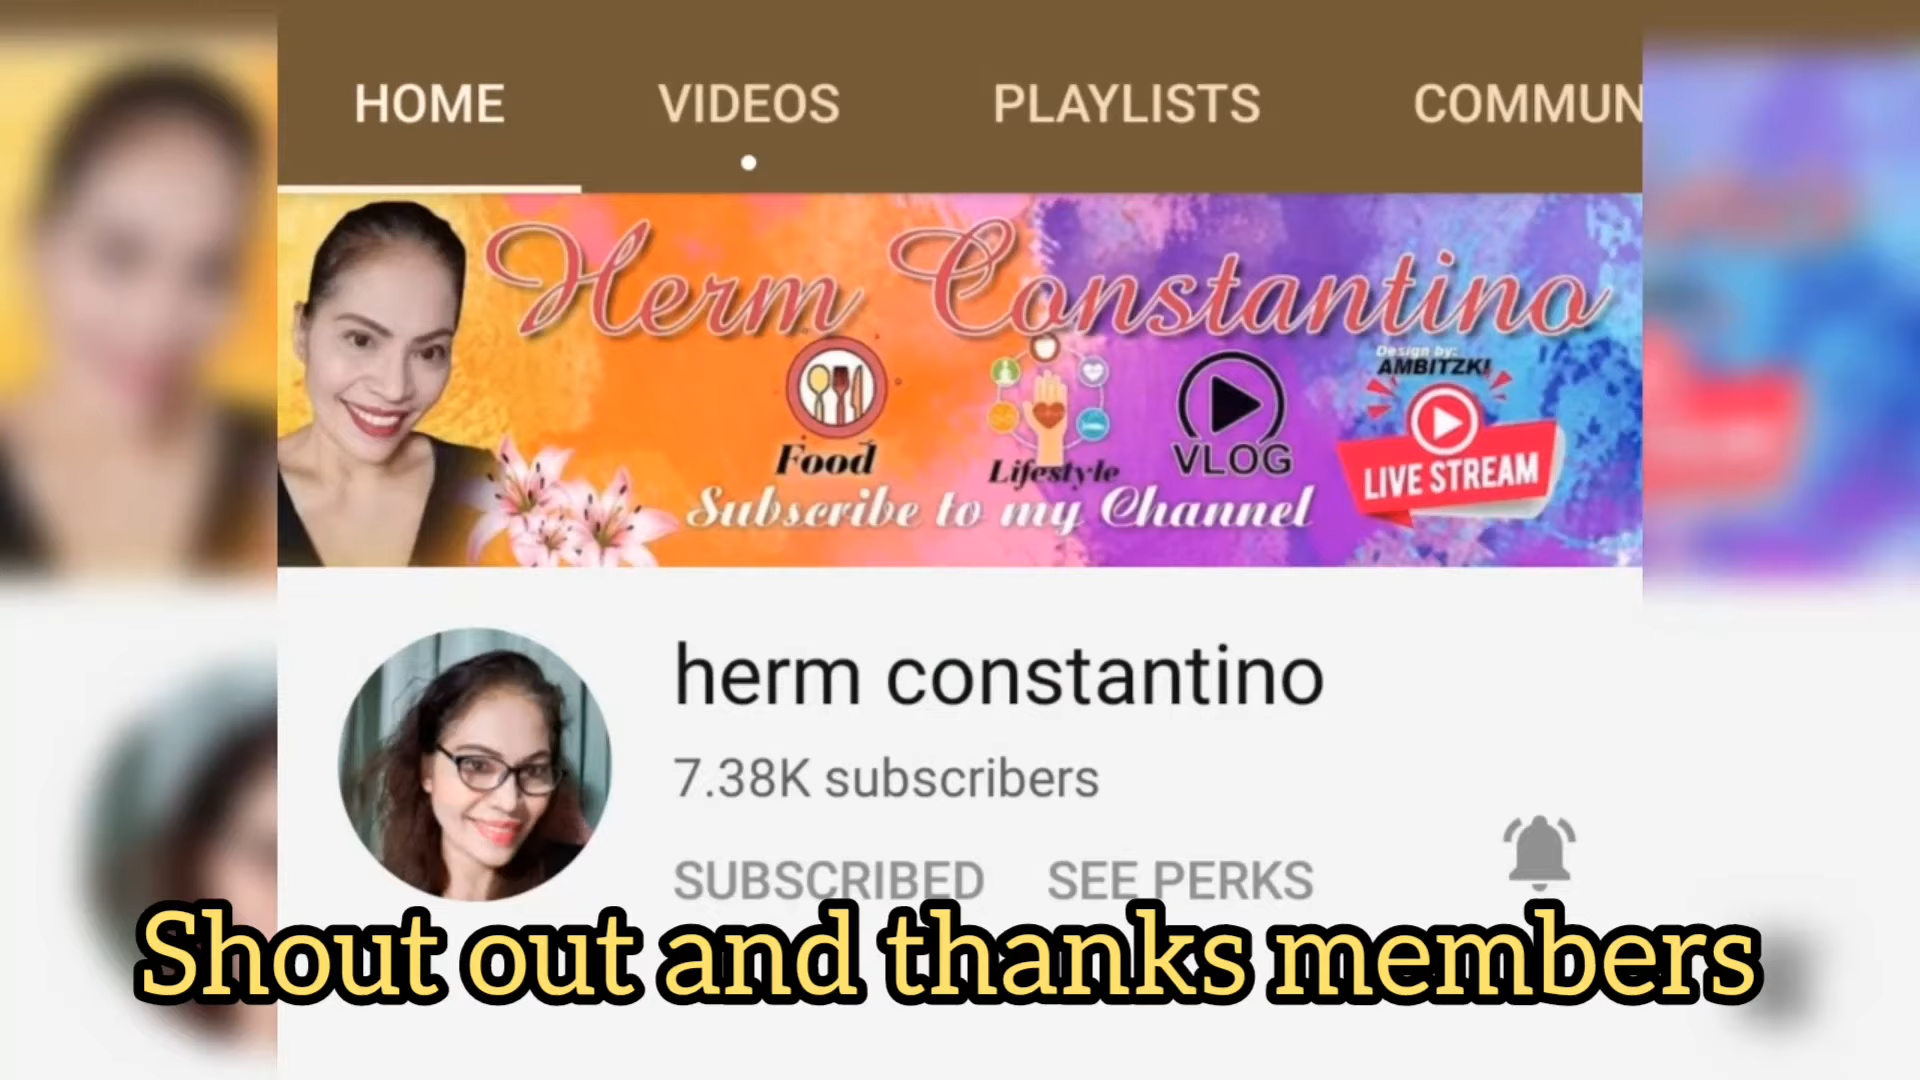 HOME VIDEOS PLAYLISTS COMMUN
Herm Constantino
Design by:
AMBITZKI
Food
Lifestyle
VLOG
LIVE STREAM
Subscribe to my Channel
herm constantino
7.38K subscribers
SUBSCRIBED SEE PERKS
Shout out and thanks members